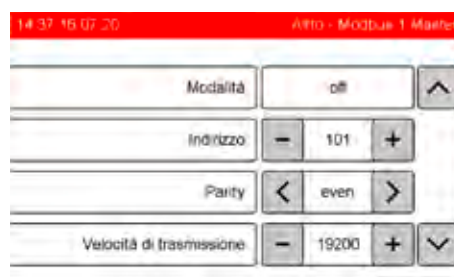 14:37 16.07.20 Altro - Modbus 1 Master
Modalità off
Indirizzo - 101 +
Parity < even >
Velocità di trasmissione - 19200 +